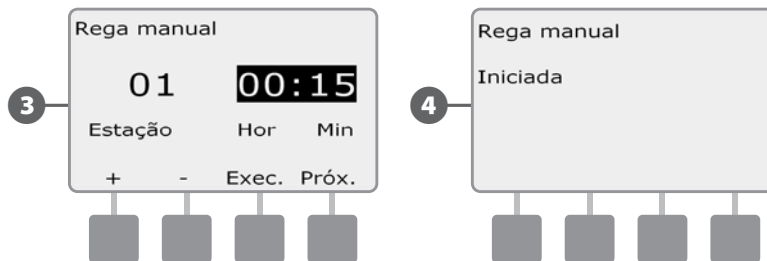 3
Rega manual
01 00:15
Estação Hor Min
+ - Exec. Próx.
4
Rega manual
Iniciada